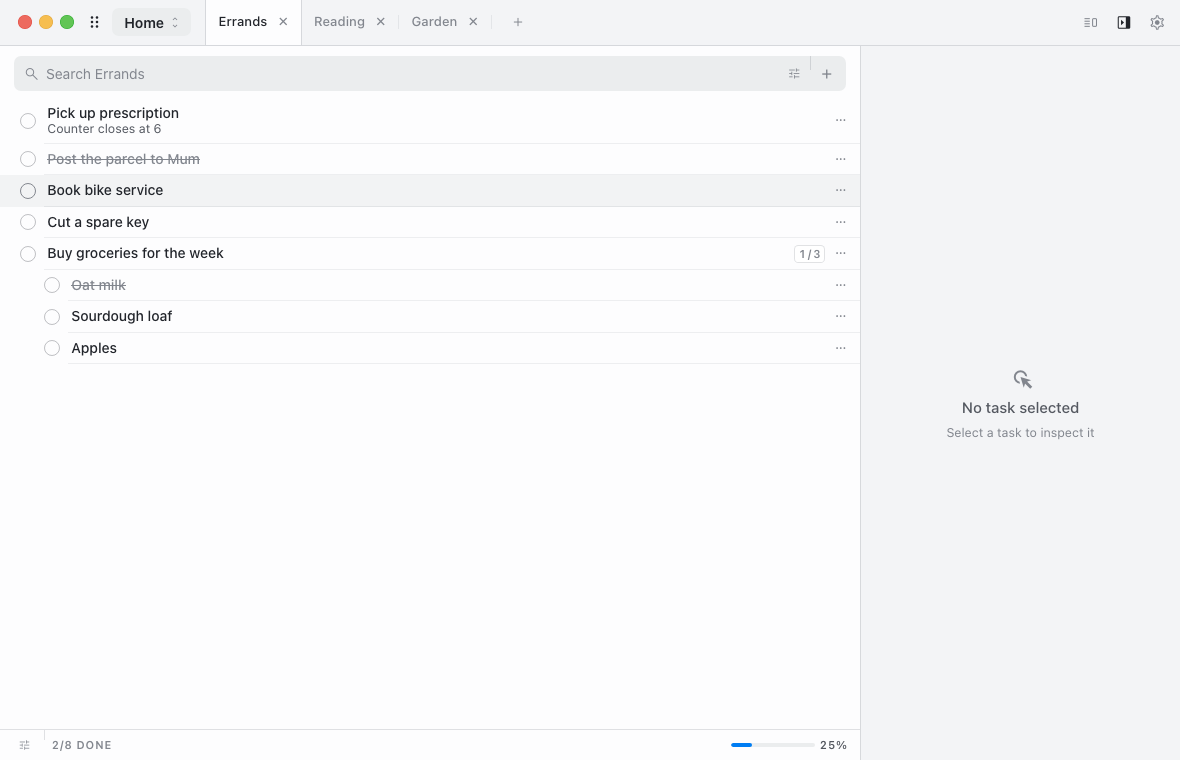 Home
Errands
Reading
Garden
Search Errands
Pick up prescription
Counter closes at 6
Post the parcel to Mum
Book bike service
Cut a spare key
Buy groceries for the week
1/3
Oat milk
Sourdough loaf
Apples
No task selected
Select a task to inspect it
2/8 DONE
25%